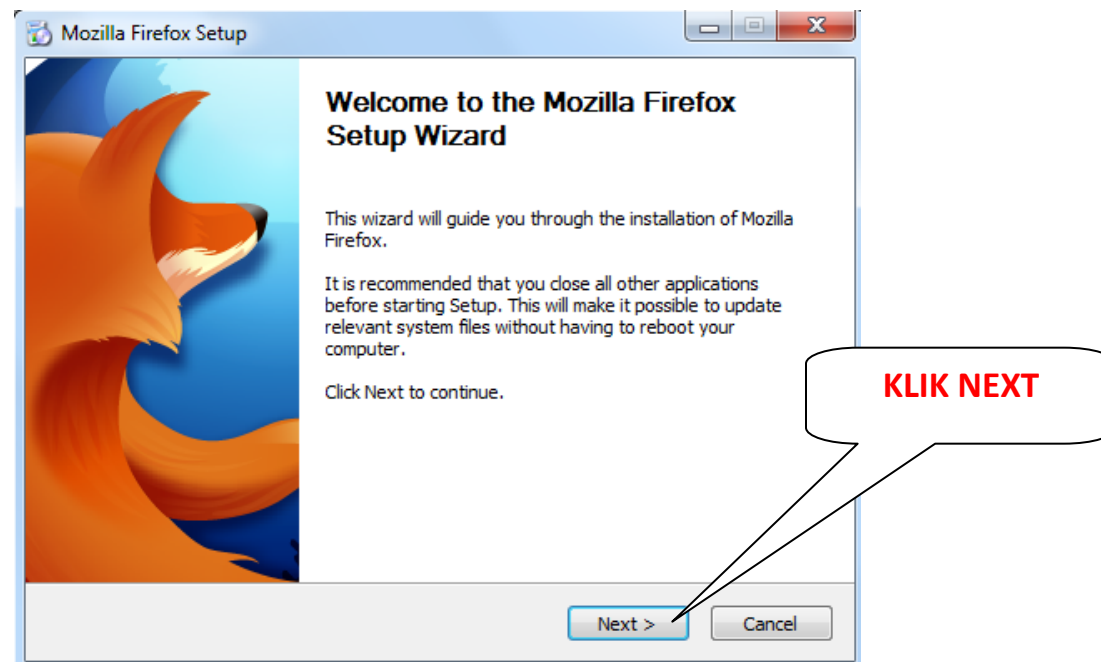 Mozilla Firefox Setup
Welcome to the Mozilla Firefox
Setup Wizard
This wizard will guide you through the installation of Mozilla
Firefox.
It is recommended that you close all other applications
before starting Setup. This will make it possible to update
relevant system files without having to reboot your
computer.
Click Next to continue.
KLIK NEXT
Next >
Cancel